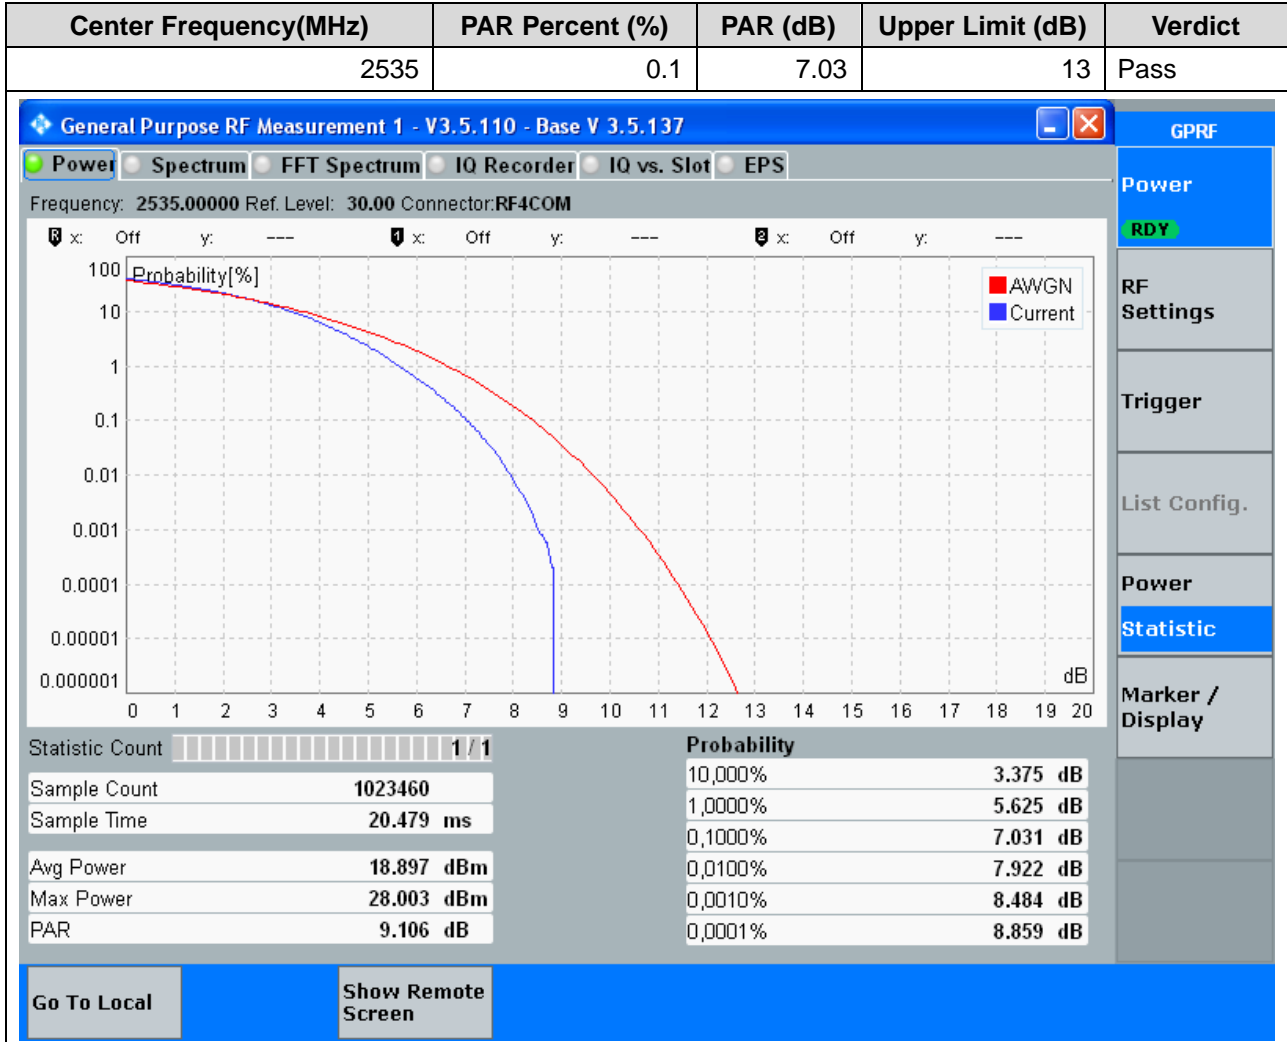 Center Frequency(MHz) PAR Percent (%) PAR (dB) Upper Limit (dB) Verdict
2535 0.1 7.03 13 Pass
General Purpose RF Measurement 1 - V3.5.110 - Base V 3.5.137
GPRF
Power Spectrum FFT Spectrum IQ Recorder IQ vs. Slot EPS
Frequency: 2535.00000 Ref. Level: 30.00 Connector:RF4COM
R x: Off y: --- 1 x: Off y: --- 2 x: Off y: ---
Probability[%]
AWGN
Current
100
10
1
0.1
0.01
0.001
0.0001
0.00001
0.000001
dB
0 1 2 3 4 5 6 7 8 9 10 11 12 13 14 15 16 17 18 19 20
Statistic Count 1 / 1
Sample Count 1023460
Sample Time 20.479 ms
Avg Power 18.897 dBm
Max Power 28.003 dBm
PAR 9.106 dB
Probability
10,000% 3.375 dB
1,0000% 5.625 dB
0,1000% 7.031 dB
0,0100% 7.922 dB
0,0010% 8.484 dB
0,0001% 8.859 dB
Power
RDY
RF
Settings
Trigger
List Config.
Power
Statistic
Marker /
Display
Go To Local
Show Remote
Screen